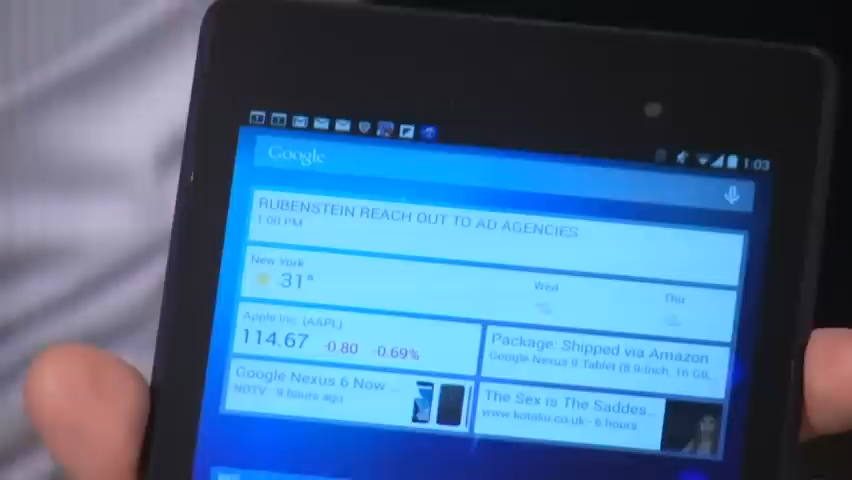 1:03
Google
RUBENSTEIN REACH OUT TO AD AGENCIES
1:00 PM
New York
31°
Wed
Thu
Apple Inc. (AAPL)
114.67 -0.80 -0.69%
Package: Shipped via Amazon
Google Nexus 9 Tablet (8.9-Inch, 16 GB,...
Google Nexus 6 Now ...
NDTV - 9 hours ago
The Sex is The Saddes...
www.kotaku.co.uk - 6 hours